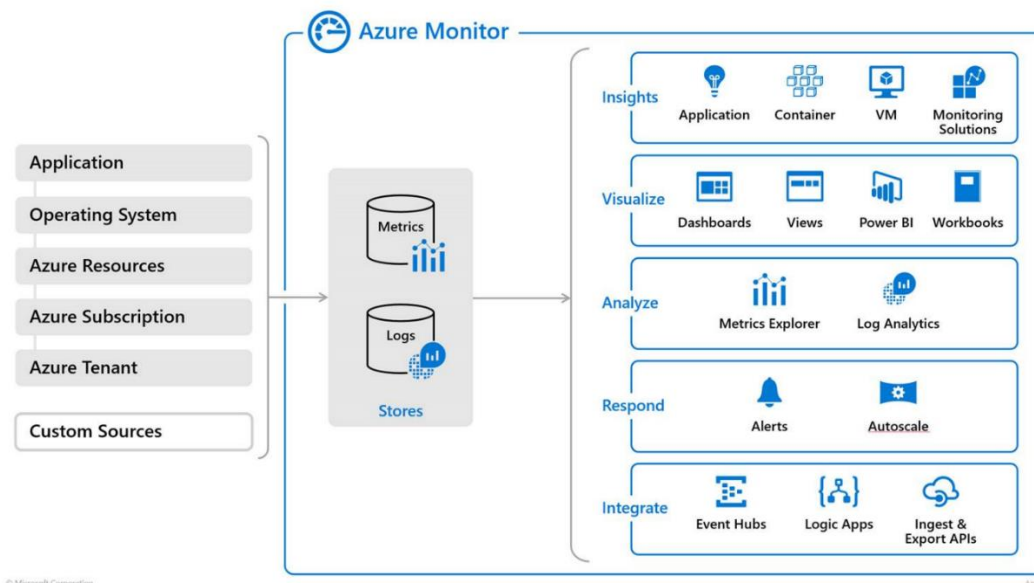 Azure Monitor
Application
Operating System
Azure Resources
Azure Subscription
Azure Tenant
Custom Sources
Metrics
Logs
Stores
Insights
Application
Container
VM
Monitoring
Solutions
Visualize
Dashboards
Views
Power BI
Workbooks
Analyze
Metrics Explorer
Log Analytics
Respond
Alerts
Autoscale
Integrate
Event Hubs
Logic Apps
Ingest &
Export APIs
© Microsoft Corporation